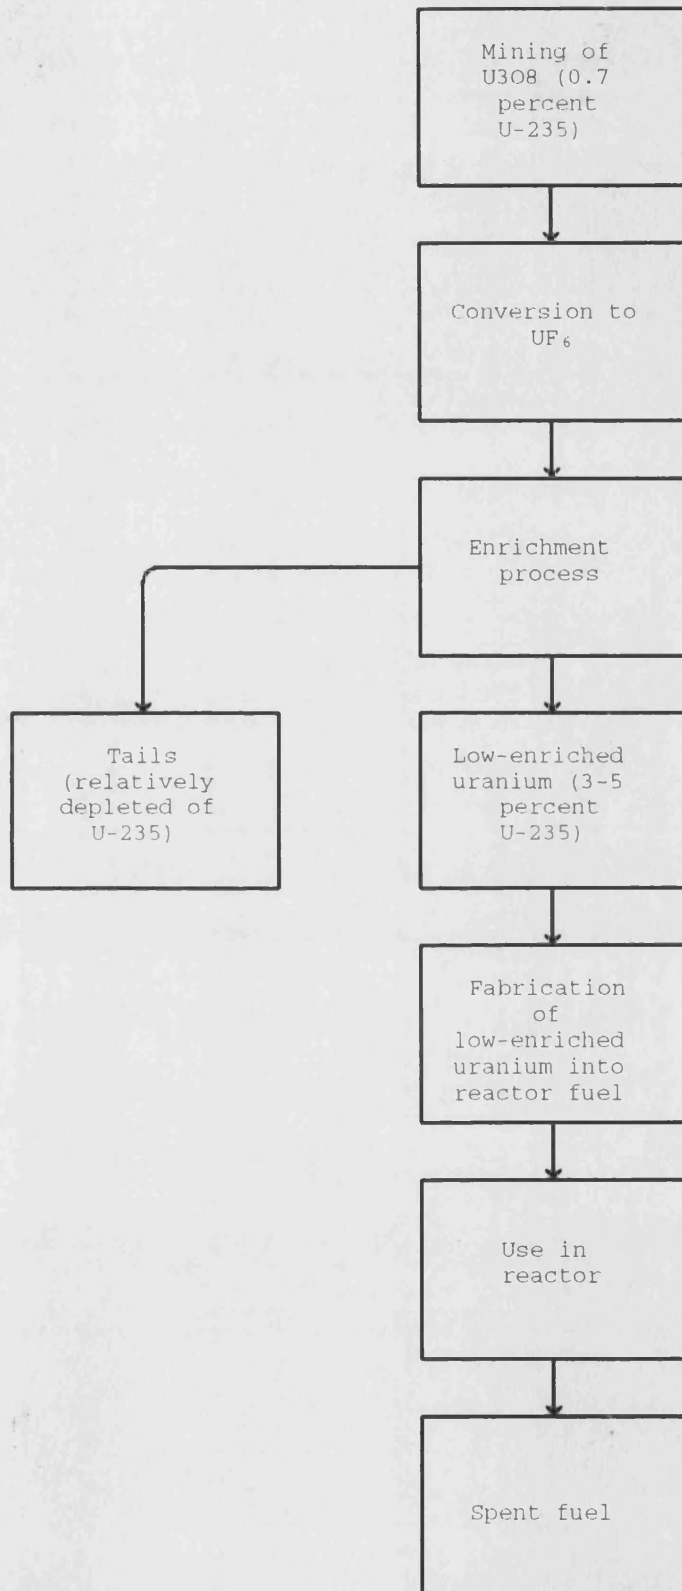 Mining of
U3O8 (0.7
percent
U-235)
Conversion to
UF₆
Enrichment
process
Tails
(relatively
depleted of
U-235)
Low-enriched
uranium (3-5
percent
U-235)
Fabrication
of
low-enriched
uranium into
reactor fuel
Use in
reactor
Spent fuel